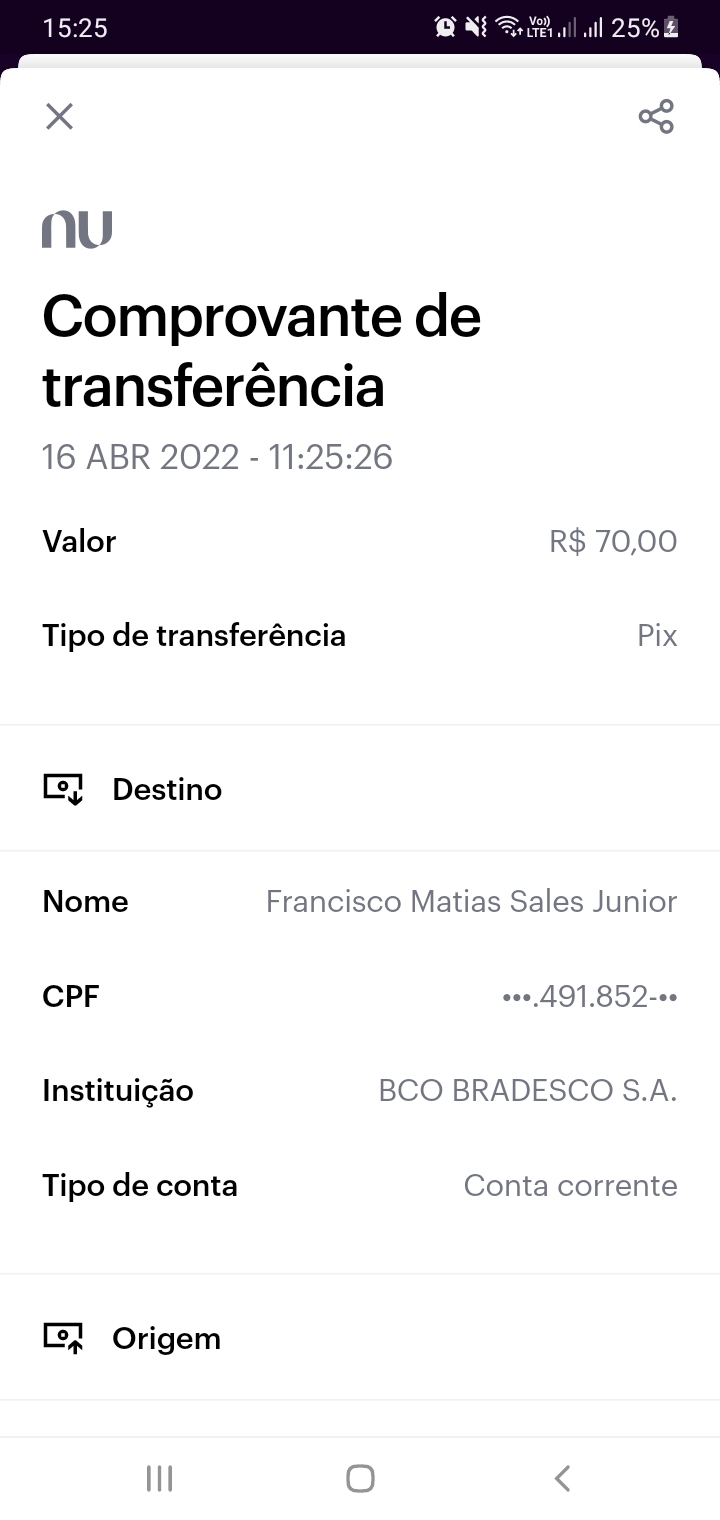 15:25 Vo)) LTE1 25%
nu
Comprovante de
transferência
16 ABR 2022 - 11:25:26
Valor R$ 70,00
Tipo de transferência Pix
Destino
Nome Francisco Matias Sales Junior
CPF •••.491.852-••
Instituição BCO BRADESCO S.A.
Tipo de conta Conta corrente
Origem